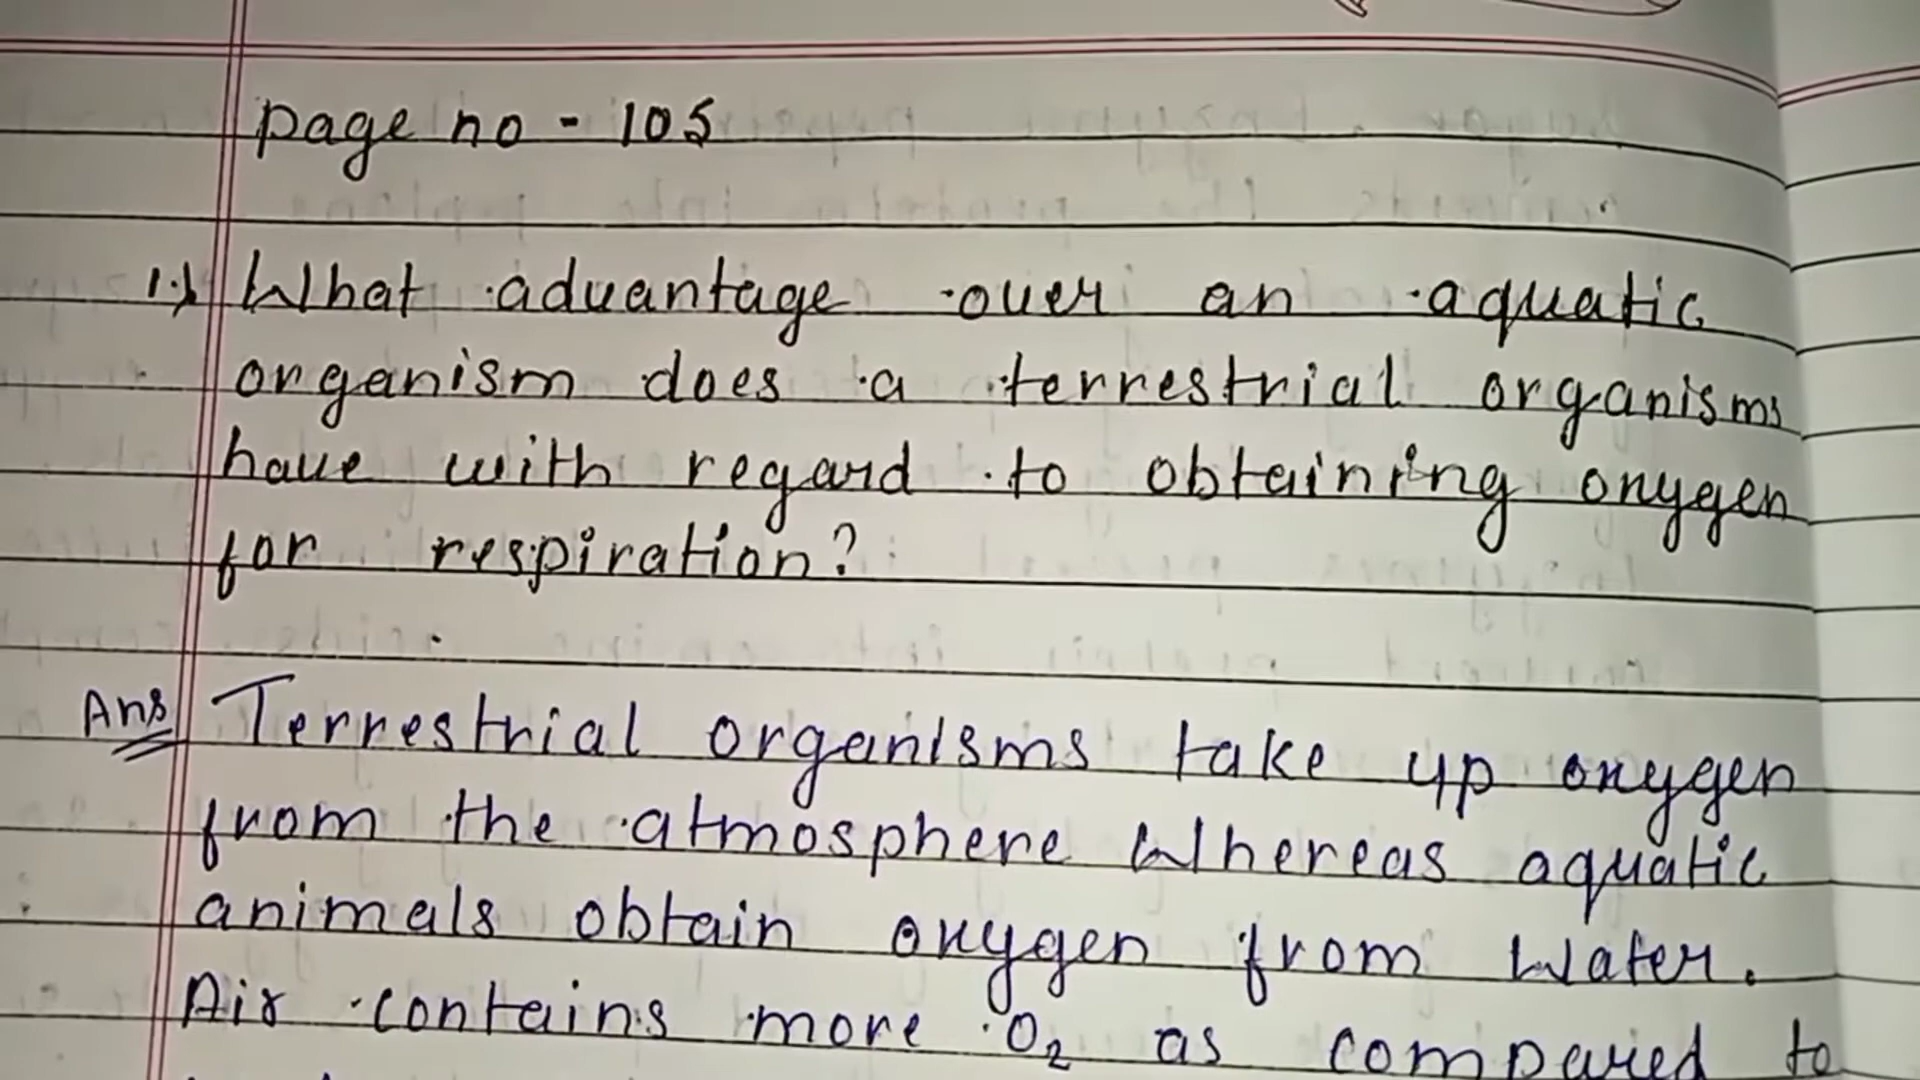 page no - 105
1.) What advantage over an aquatic
organism does a terrestrial organisms
have with regard to obtaining oxygen
for respiration?
Ans Terrestrial organisms take up oxygen
from the atmosphere whereas aquatic
animals obtain oxygen from water.
Air contains more O₂ as compared to